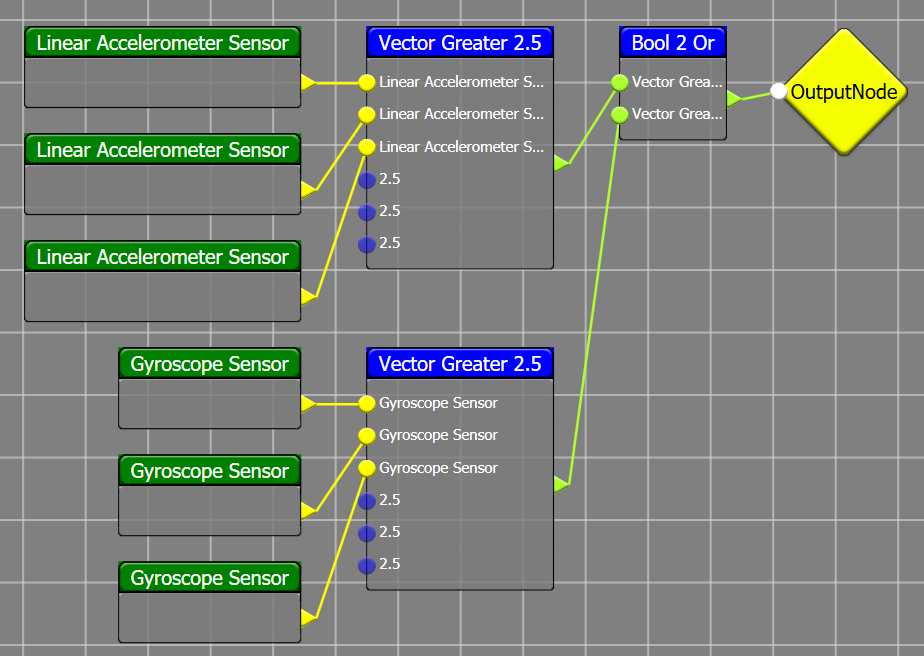 Linear Accelerometer Sensor
Linear Accelerometer Sensor
Linear Accelerometer Sensor
Vector Greater 2.5
Linear Accelerometer S...
Linear Accelerometer S...
Linear Accelerometer S...
2.5
2.5
2.5
Bool 2 Or
Vector Grea...
Vector Grea...
OutputNode
Gyroscope Sensor
Gyroscope Sensor
Gyroscope Sensor
Vector Greater 2.5
Gyroscope Sensor
Gyroscope Sensor
Gyroscope Sensor
2.5
2.5
2.5